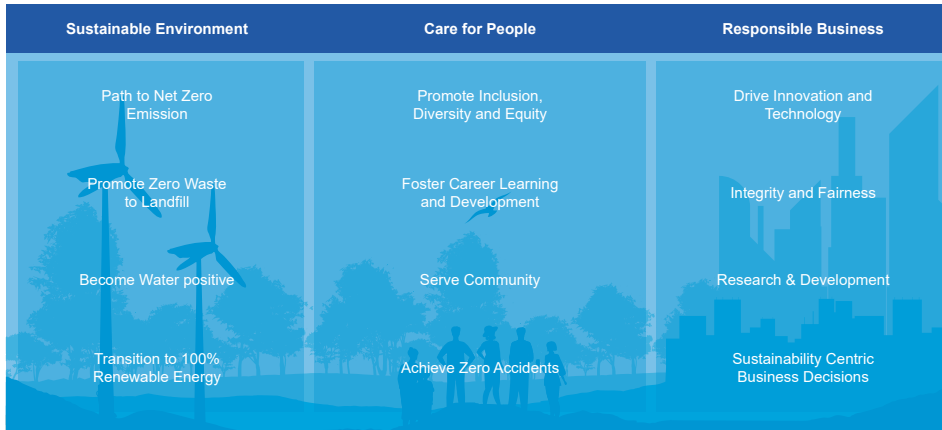 Sustainable Environment
Path to Net Zero
Emission
Promote Zero Waste
to Landfill
Become Water positive
Transition to 100%
Renewable Energy
Care for People
Promote Inclusion,
Diversity and Equity
Foster Career Learning
and Development
Serve Community
Achieve Zero Accidents
Responsible Business
Drive Innovation and
Technology
Integrity and Fairness
Research & Development
Sustainability Centric
Business Decisions